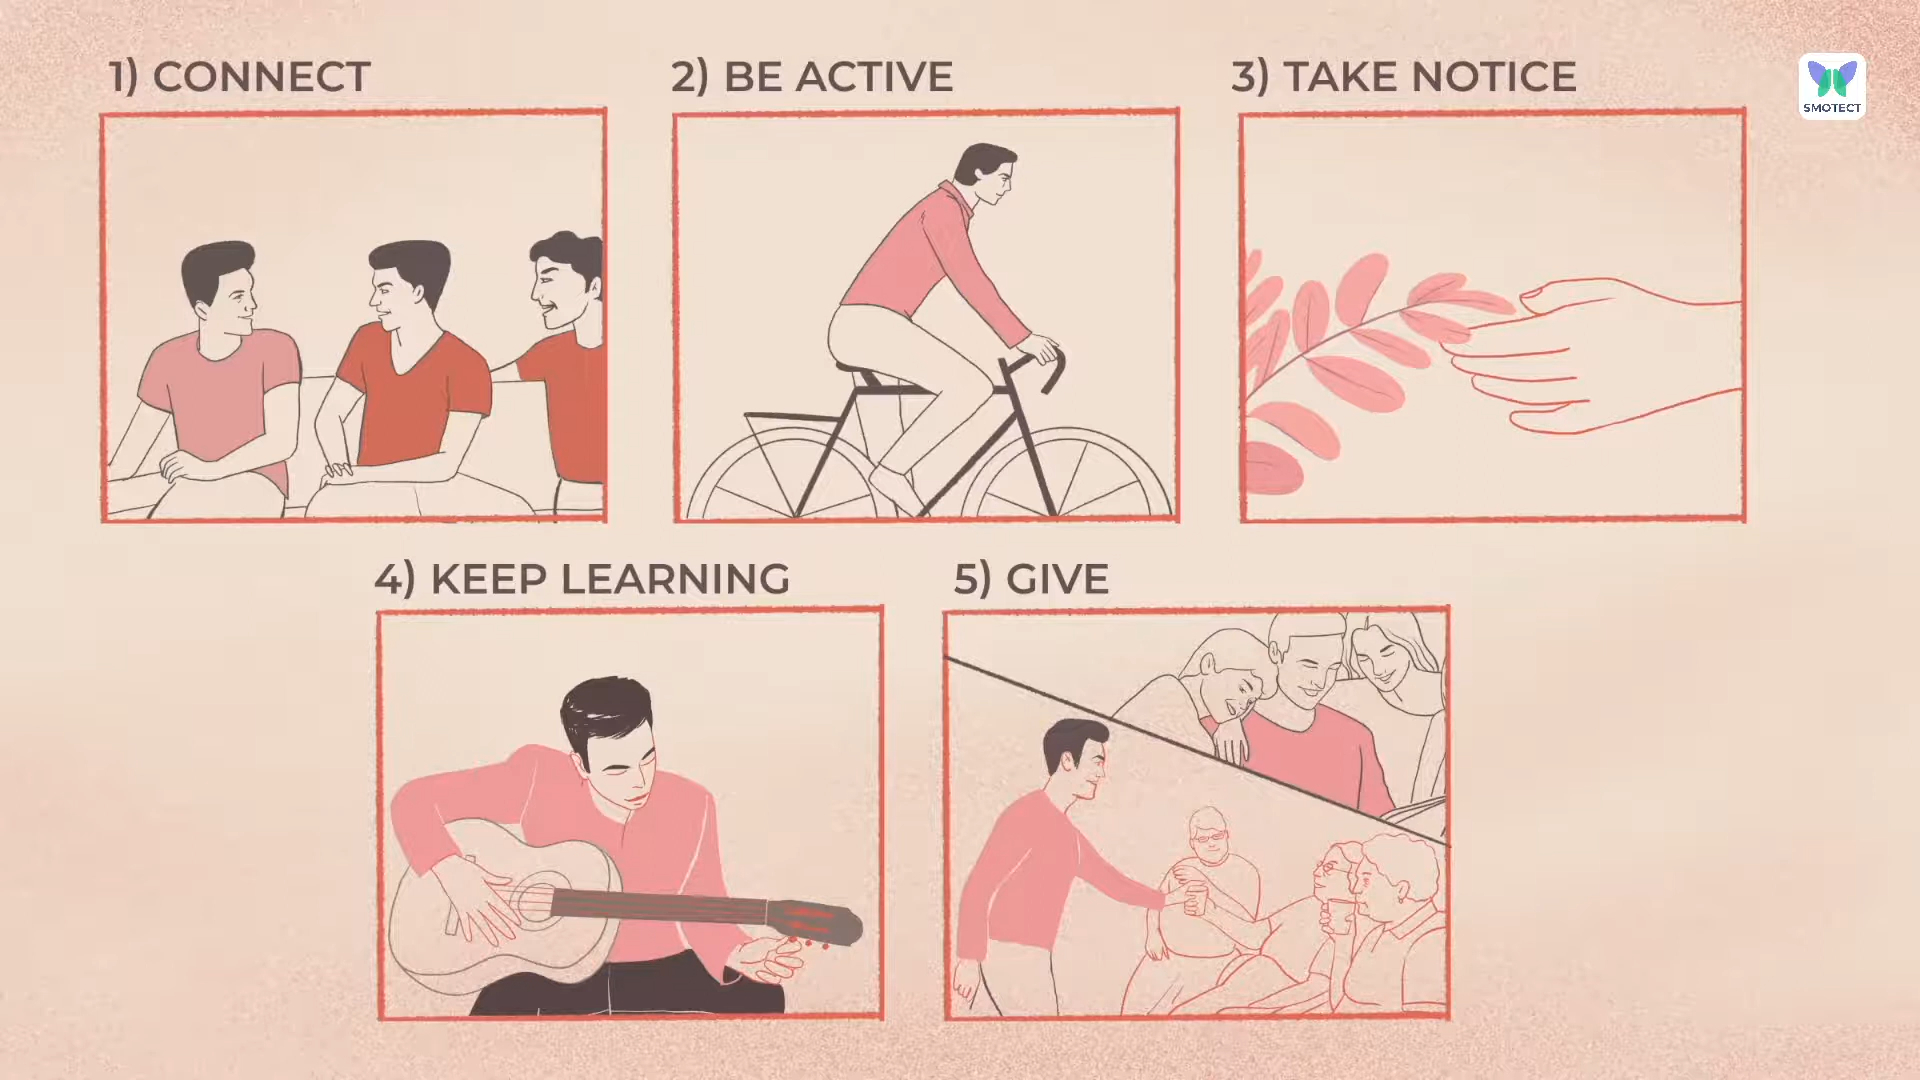 1) CONNECT
2) BE ACTIVE
3) TAKE NOTICE
SMOTECT
4) KEEP LEARNING
5) GIVE